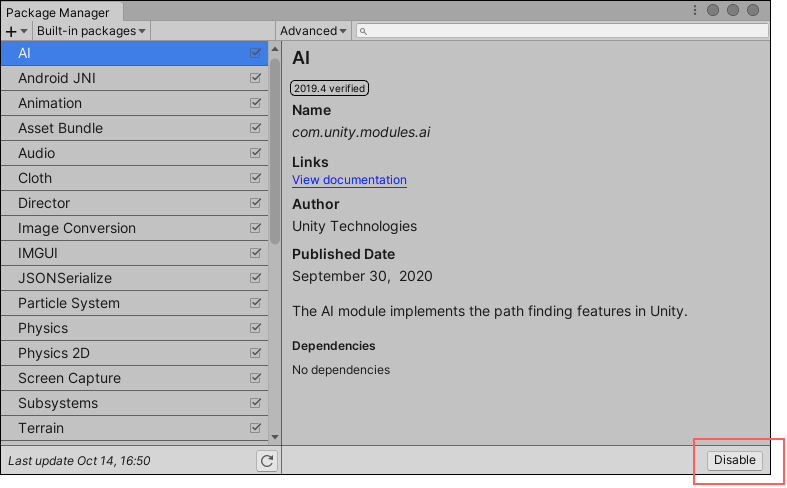 Package Manager
Built-in packages
Advanced
AI
Android JNI
Animation
Asset Bundle
Audio
Cloth
Director
Image Conversion
IMGUI
JSONSerialize
Particle System
Physics
Physics 2D
Screen Capture
Subsystems
Terrain
Last update Oct 14, 16:50
AI
2019.4 verified
Name
com.unity.modules.ai
Links
View documentation
Author
Unity Technologies
Published Date
September 30, 2020
The AI module implements the path finding features in Unity.
Dependencies
No dependencies
Disable